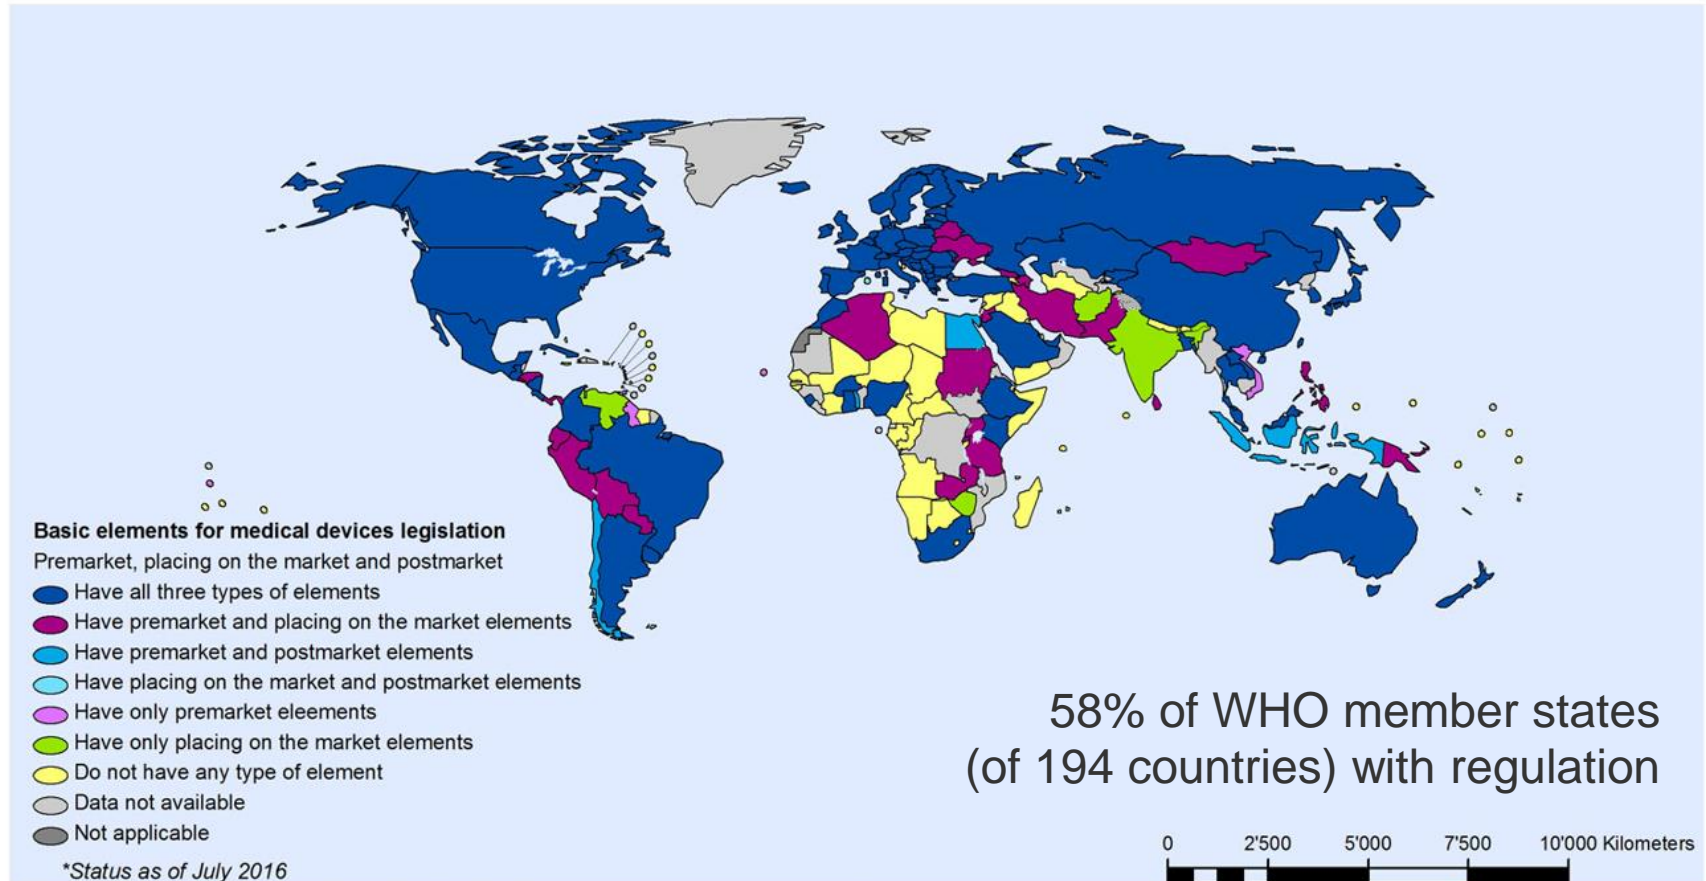 Basic elements for medical devices legislation
Premarket, placing on the market and postmarket
Have all three types of elements
Have premarket and placing on the market elements
Have premarket and postmarket elements
Have placing on the market and postmarket elements
Have only premarket eleements
Have only placing on the market elements
Do not have any type of element
Data not available
Not applicable
*Status as of July 2016
58% of WHO member states
(of 194 countries) with regulation
0 2'500 5'000 7'500 10'000 Kilometers